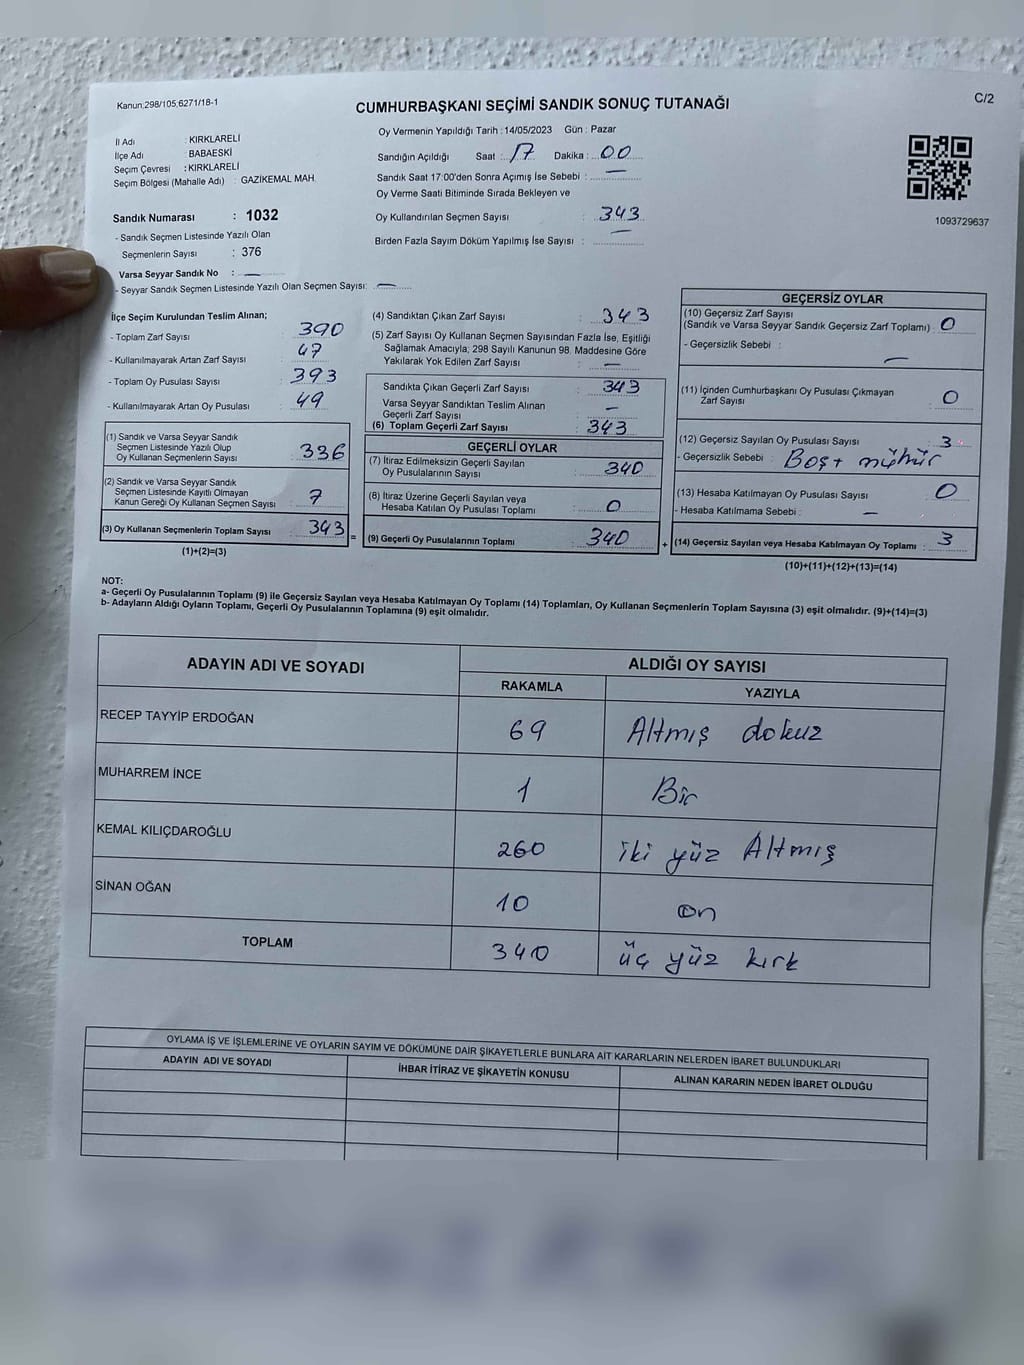 Kanun:298/105,6271/18-1
CUMHURBAŞKANI SEÇİMİ SANDIK SONUÇ TUTANAĞI
C/2
İl Adı : KIRKLARELİ
İlçe Adı : BABAESKİ
Seçim Çevresi : KIRKLARELİ
Seçim Bölgesi (Mahalle Adı) : GAZİKEMAL MAH.
Oy Vermenin Yapıldığı Tarih : 14/05/2023 Gün : Pazar
Sandığın Açıldığı Saat : 17 Dakika : 00
Sandık Saat 17:00'den Sonra Açımış İse Sebebi : —
Oy Verme Saati Bitiminde Sırada Bekleyen ve
Oy Kullandırılan Seçmen Sayısı : 343
Birden Fazla Sayım Döküm Yapılmış İse Sayısı : —
1093729637
Sandık Numarası : 1032
- Sandık Seçmen Listesinde Yazılı Olan
Seçmenlerin Sayısı : 376
Varsa Seyyar Sandık No : —
- Seyyar Sandık Seçmen Listesinde Yazılı Olan Seçmen Sayısı: —
İlçe Seçim Kurulundan Teslim Alınan;
- Toplam Zarf Sayısı : 390
- Kullanılmayarak Artan Zarf Sayısı : 47
- Toplam Oy Pusulası Sayısı : 393
- Kullanılmayarak Artan Oy Pusulası : 49
(1) Sandık ve Varsa Seyyar Sandık
Seçmen Listesinde Yazılı Olup
Oy Kullanan Seçmenlerin Sayısı : 336
(2) Sandık ve Varsa Seyyar Sandık
Seçmen Listesinde Kayıtlı Olmayan
Kanun Gereği Oy Kullanan Seçmen Sayısı : 7
(3) Oy Kullanan Seçmenlerin Toplam Sayısı : 343 =
(1)+(2)=(3)
(4) Sandıktan Çıkan Zarf Sayısı : 343
(5) Zarf Sayısı Oy Kullanan Seçmen Sayısından Fazla İse, Eşitliği
Sağlamak Amacıyla; 298 Sayılı Kanunun 98. Maddesine Göre
Yakılarak Yok Edilen Zarf Sayısı : —
Sandıkta Çıkan Geçerli Zarf Sayısı : 343
Varsa Seyyar Sandıktan Teslim Alınan
Geçerli Zarf Sayısı : —
(6) Toplam Geçerli Zarf Sayısı : 343
GEÇERLİ OYLAR
(7) İtiraz Edilmeksizin Geçerli Sayılan
Oy Pusulalarının Sayısı : 340
(8) İtiraz Üzerine Geçerli Sayılan veya
Hesaba Katılan Oy Pusulası Toplamı : 0
(9) Geçerli Oy Pusulalarının Toplamı : 340 +
GEÇERSİZ OYLAR
(10) Geçersiz Zarf Sayısı
(Sandık ve Varsa Seyyar Sandık Geçersiz Zarf Toplamı) : 0
- Geçersizlik Sebebi : —
(11) İçinden Cumhurbaşkanı Oy Pusulası Çıkmayan
Zarf Sayısı : 0
(12) Geçersiz Sayılan Oy Pusulası Sayısı : 3
- Geçersizlik Sebebi : Boş + mühür
(13) Hesaba Katılmayan Oy Pusulası Sayısı : 0
- Hesaba Katılmama Sebebi : —
(14) Geçersiz Sayılan veya Hesaba Katılmayan Oy Toplamı : 3
(10)+(11)+(12)+(13)=(14)
NOT:
a- Geçerli Oy Pusulalarının Toplamı (9) ile Geçersiz Sayılan veya Hesaba Katılmayan Oy Toplamı (14) Toplamları, Oy Kullanan Seçmenlerin Toplam Sayısına (3) eşit olmalıdır. (9)+(14)=(3)
b- Adayların Aldığı Oyların Toplamı, Geçerli Oy Pusulalarının Toplamına (9) eşit olmalıdır.
ADAYIN ADI VE SOYADI ALDIĞI OY SAYISI
RAKAMLA YAZIYLA
RECEP TAYYİP ERDOĞAN 69 Altmış dokuz
MUHARREM İNCE 1 Bir
KEMAL KILIÇDAROĞLU 260 iki yüz Altmış
SİNAN OĞAN 10 on
TOPLAM 340 üç yüz kırk
OYLAMA İŞ VE İŞLEMLERİNE VE OYLARIN SAYIM VE DÖKÜMÜNE DAİR ŞİKAYETLERLE BUNLARA AİT KARARLARIN NELERDEN İBARET BULUNDUKLARI
ADAYIN ADI VE SOYADI İHBAR İTİRAZ VE ŞİKAYETİN KONUSU ALINAN KARARIN NEDEN İBARET OLDUĞU